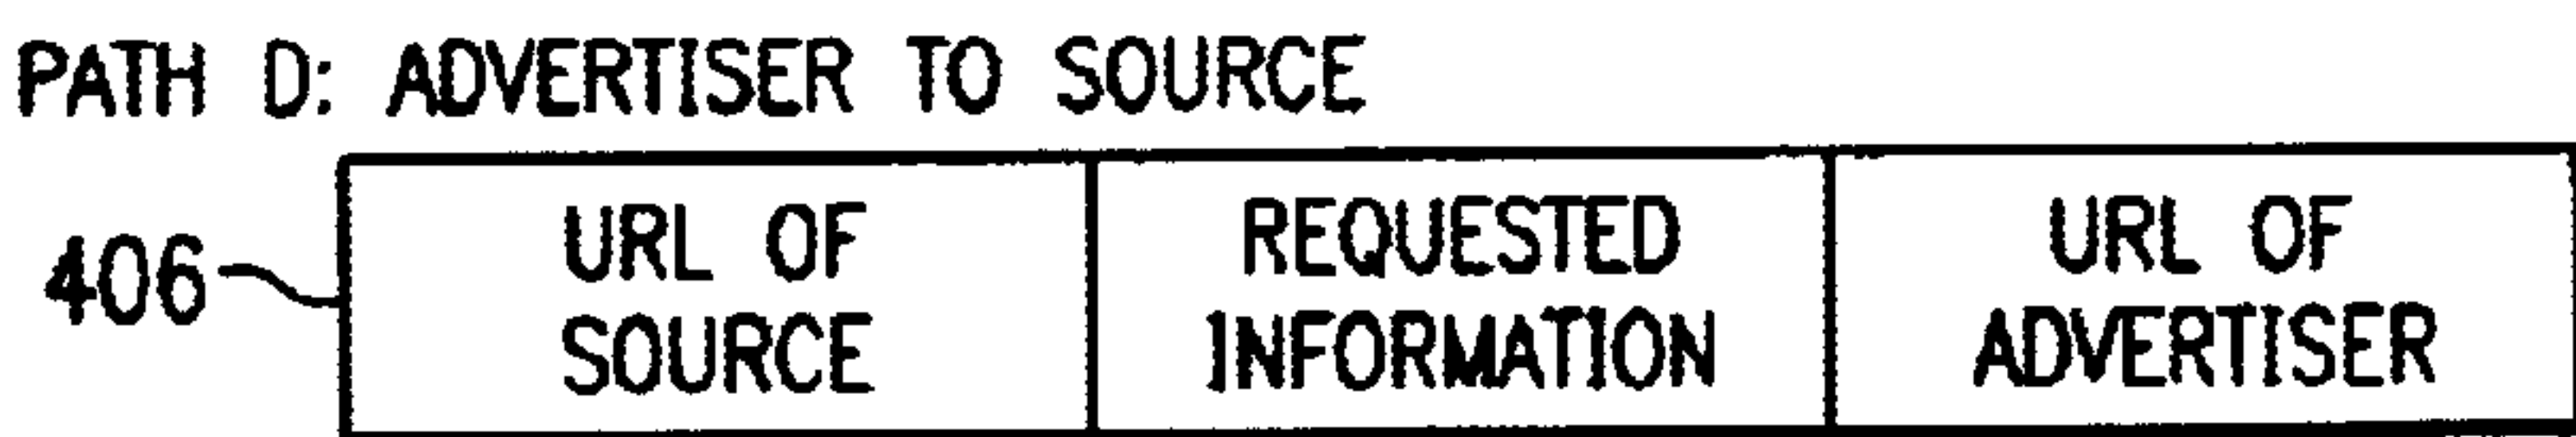 PATH D: ADVERTISER TO SOURCE
406
URL OF
SOURCE
REQUESTED
INFORMATION
URL OF
ADVERTISER